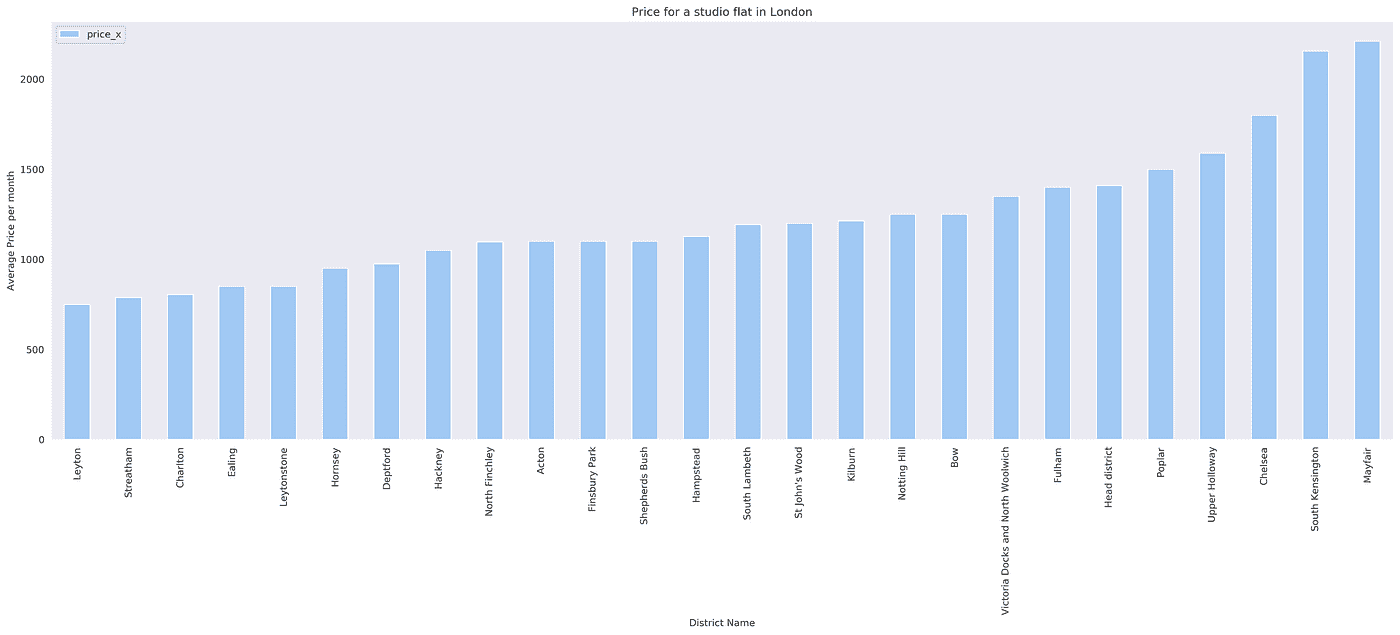 Price for a studio flat in London
price_x
Average Price per month
2000
1500
1000
500
0
Leyton
Streatham
Charlton
Ealing
Leytonstone
Hornsey
Deptford
Hackney
North Finchley
Acton
Finsbury Park
Shepherds Bush
Hampstead
South Lambeth
St John's Wood
Kilburn
Notting Hill
Bow
Victoria Docks and North Woolwich
Fulham
Head district
Poplar
Upper Holloway
Chelsea
South Kensington
Mayfair
District Name